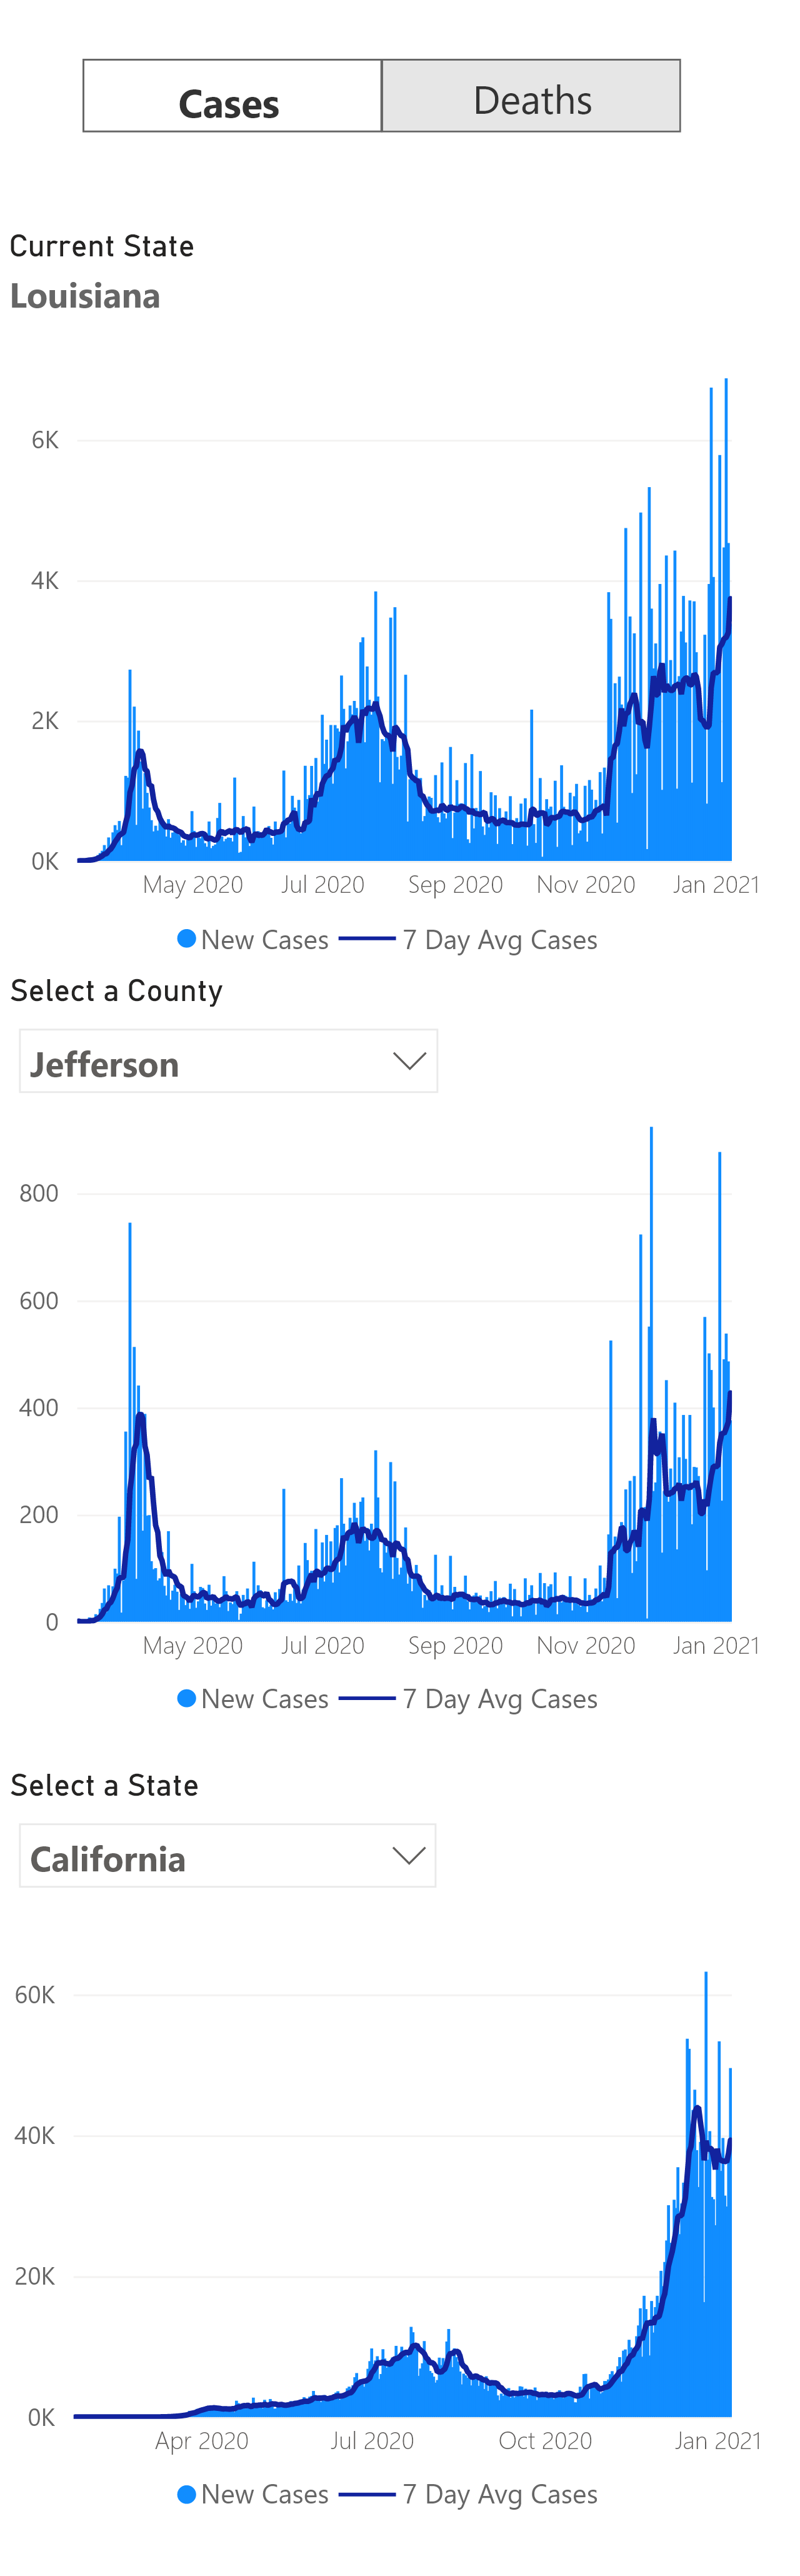 Cases Deaths
Current State
Louisiana
6K
4K
2K
0K
May 2020 Jul 2020 Sep 2020 Nov 2020 Jan 2021
New Cases 7 Day Avg Cases
Select a County
Jefferson
800
600
400
200
0
May 2020 Jul 2020 Sep 2020 Nov 2020 Jan 2021
New Cases 7 Day Avg Cases
Select a State
California
60K
40K
20K
0K
Apr 2020 Jul 2020 Oct 2020 Jan 2021
New Cases 7 Day Avg Cases